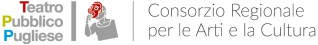 Teatro
Pubblico
Pugliese
Consorzio Regionale
per le Arti e la Cultura